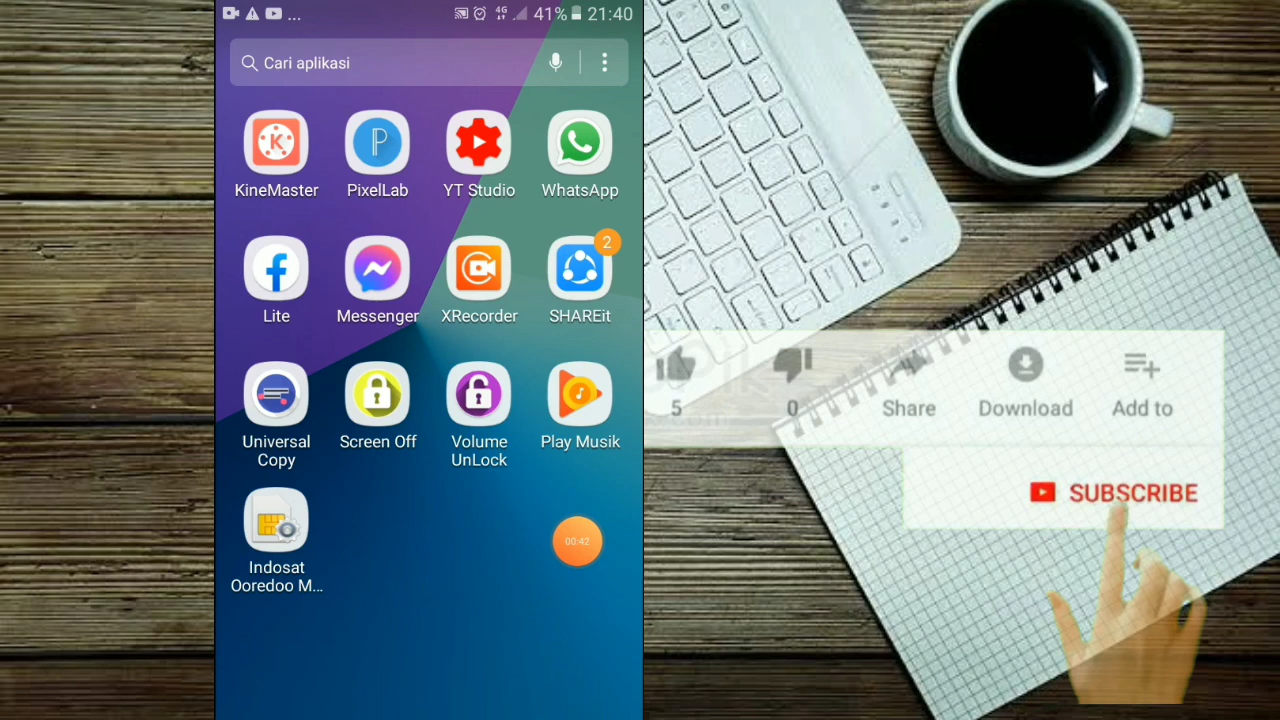 ... 4G 41% 21:40
Cari aplikasi
KineMaster PixelLab YT Studio WhatsApp
2
Lite Messenger XRecorder SHAREit
Universal Copy Screen Off Volume UnLock Play Musik
00:42
Indosat
Ooredoo M...
5 0 Share Download Add to
SUBSCRIBE